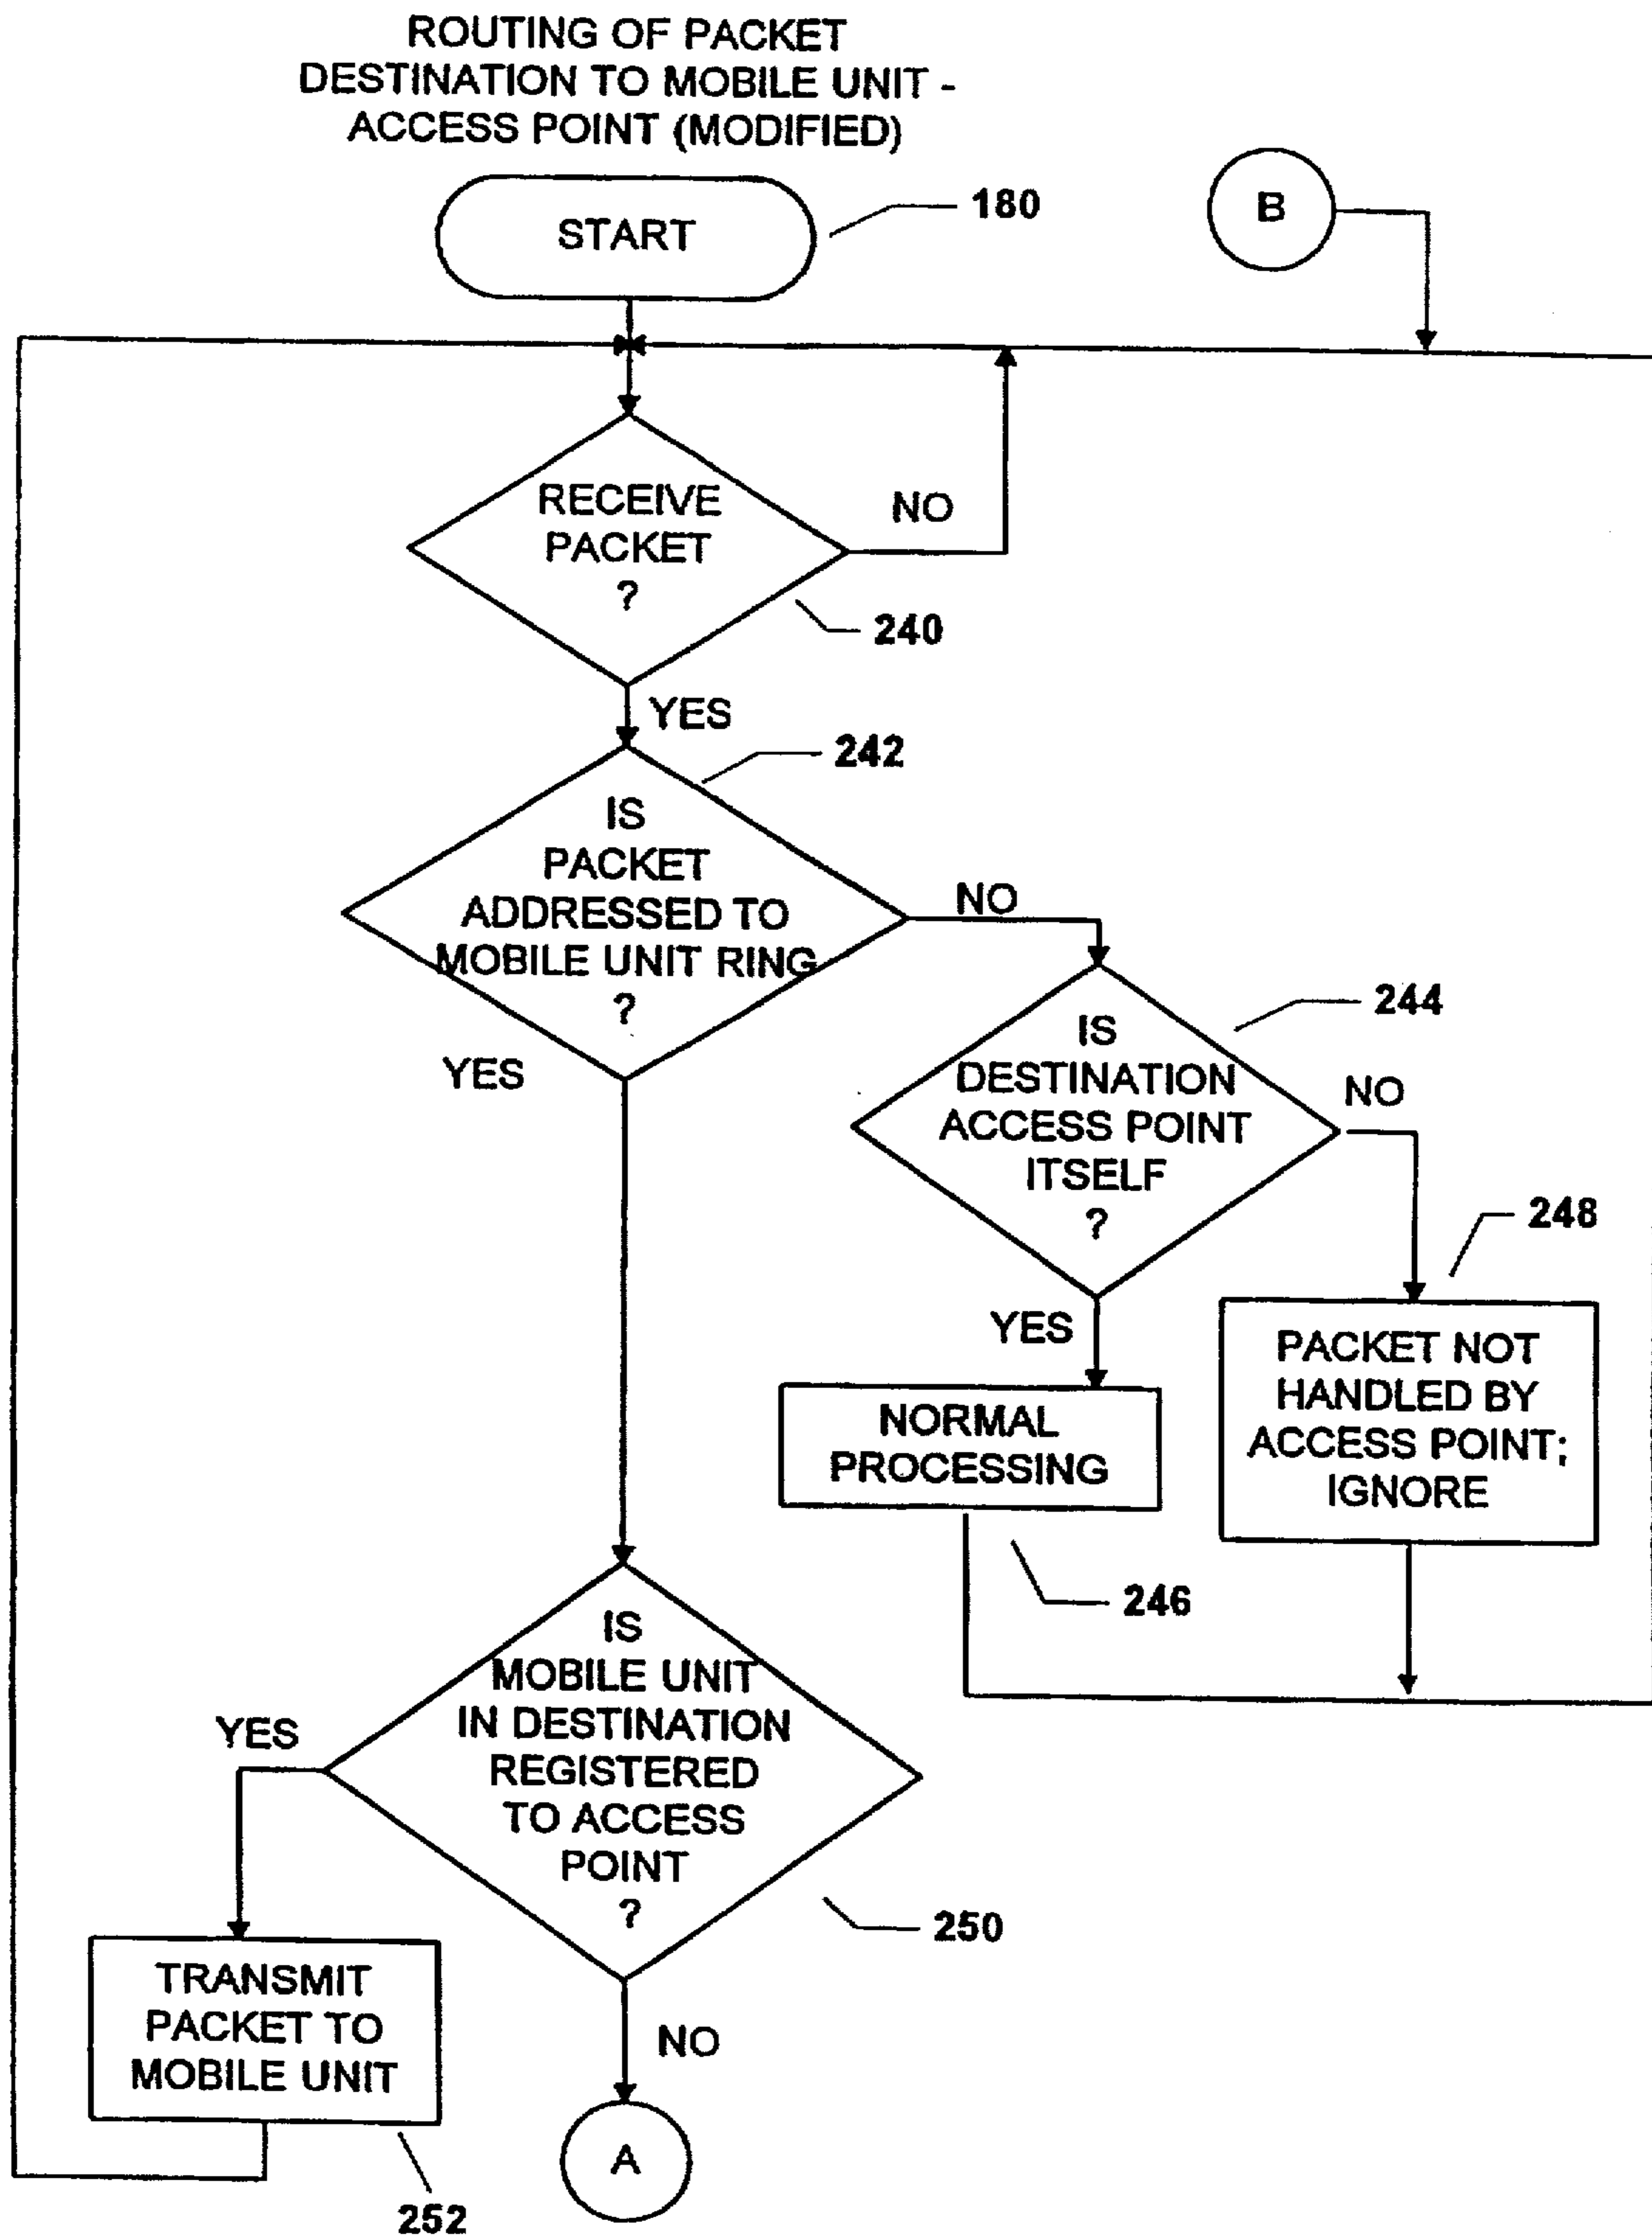 ROUTING OF PACKET
DESTINATION TO MOBILE UNIT -
ACCESS POINT (MODIFIED)
START
180
B
RECEIVE
PACKET
?
NO
240
YES
242
IS
PACKET
ADDRESSED TO
MOBILE UNIT RING
?
NO
YES
244
IS
DESTINATION
ACCESS POINT
ITSELF
?
NO
YES
248
PACKET NOT
HANDLED BY
ACCESS POINT;
IGNORE
NORMAL
PROCESSING
246
IS
MOBILE UNIT
IN DESTINATION
REGISTERED
TO ACCESS
POINT
?
YES
250
NO
TRANSMIT
PACKET TO
MOBILE UNIT
252
A